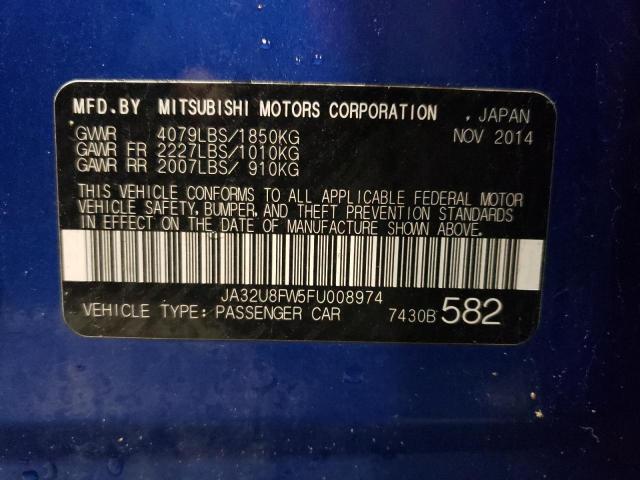 MFD.BY MITSUBISHI MOTORS CORPORATION , JAPAN
GVWR 4079LBS/1850KG NOV 2014
GAWR FR 2227LBS/1010KG
GAWR RR 2007LBS/ 910KG
THIS VEHICLE CONFORMS TO ALL APPLICABLE FEDERAL MOTOR
VEHICLE SAFETY, BUMPER, AND THEFT PREVENTION STANDARDS
IN EFFECT ON THE DATE OF MANUFACTURE SHOWN ABOVE.
JA32U8FW5FU008974
VEHICLE TYPE: PASSENGER CAR 7430B 582